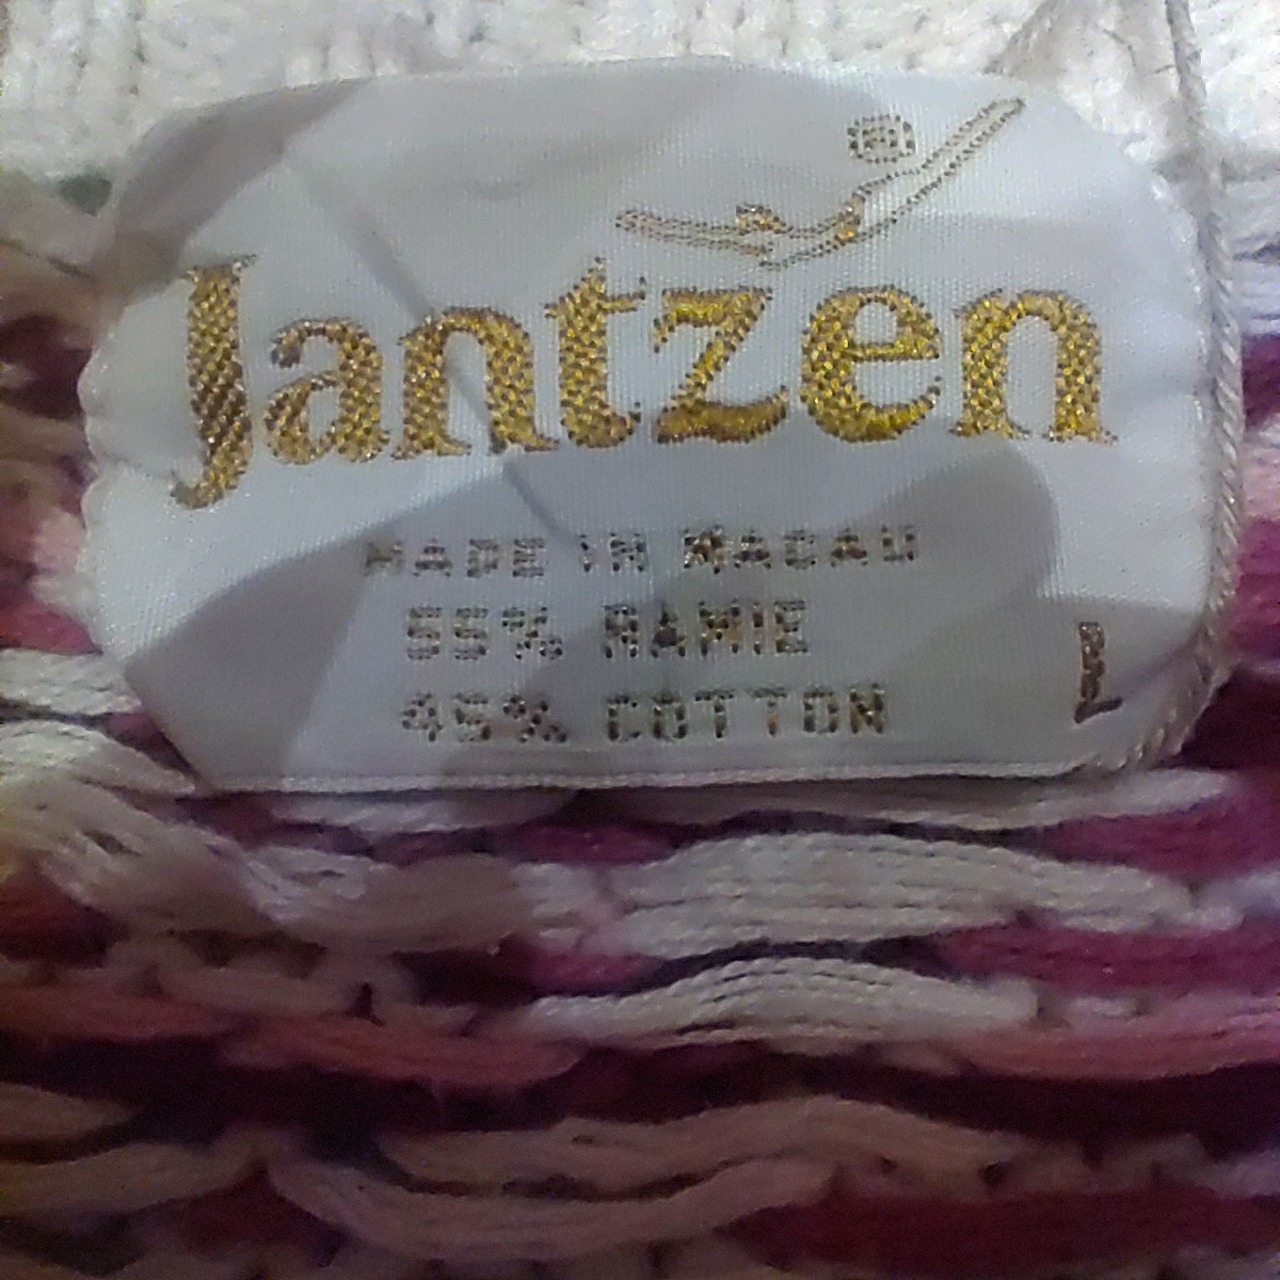 Jantzen
MADE IN MACAU
55% RAMIE
45% COTTON
L